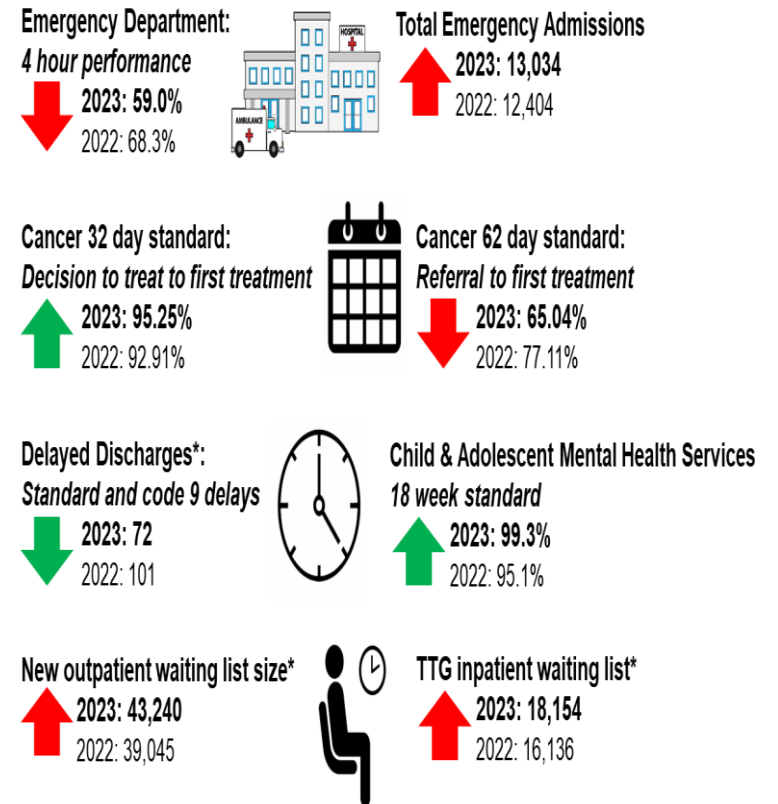 Emergency Department:
4 hour performance
2023: 59.0%
2022: 68.3%
HOSPITAL
AMBULANCE
Total Emergency Admissions
2023: 13,034
2022: 12,404
Cancer 32 day standard:
Decision to treat to first treatment
2023: 95.25%
2022: 92.91%
Cancer 62 day standard:
Referral to first treatment
2023: 65.04%
2022: 77.11%
Delayed Discharges*:
Standard and code 9 delays
2023: 72
2022: 101
Child & Adolescent Mental Health Services
18 week standard
2023: 99.3%
2022: 95.1%
New outpatient waiting list size*
2023: 43,240
2022: 39,045
TTG inpatient waiting list*
2023: 18,154
2022: 16,136